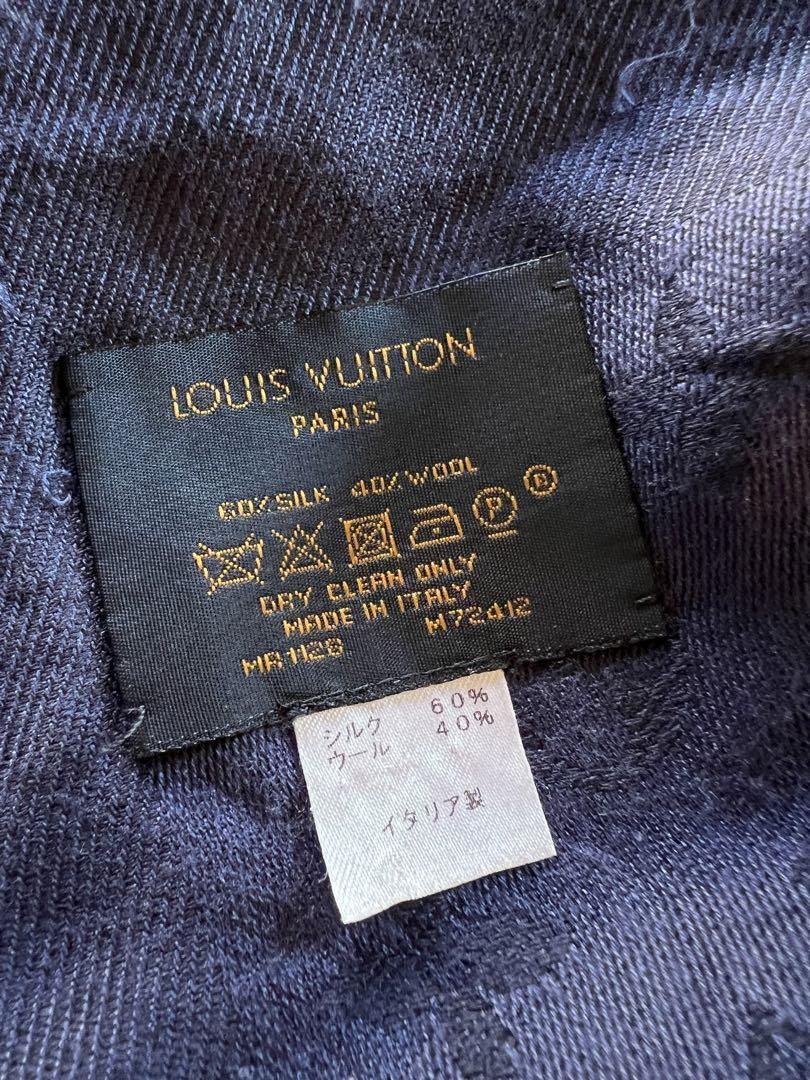 LOUIS VUITTON
PARIS
60% SILK 40% WOOL
P
B
DRY CLEAN ONLY
MADE IN ITALY
MR1128 M72412
シルク 60%
ウール 40%
イタリア製